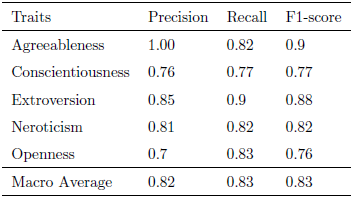 Traits Precision Recall F1-score
Agreeableness 1.00 0.82 0.9
Conscientiousness 0.76 0.77 0.77
Extroversion 0.85 0.9 0.88
Neroticism 0.81 0.82 0.82
Openness 0.7 0.83 0.76
Macro Average 0.82 0.83 0.83